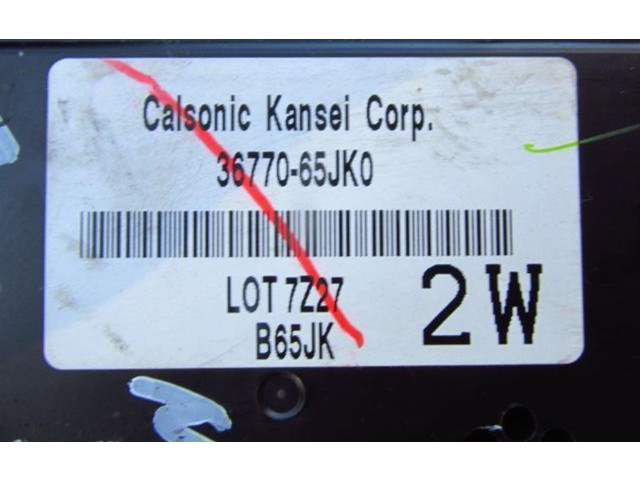 Calsonic Kansei Corp.
36770-65JK0
LOT 7Z27
B65JK
2W